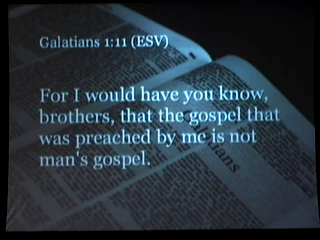 Galatians 1:11 (ESV)
For I would have you know,
brothers, that the gospel that
was preached by me is not
man's gospel.